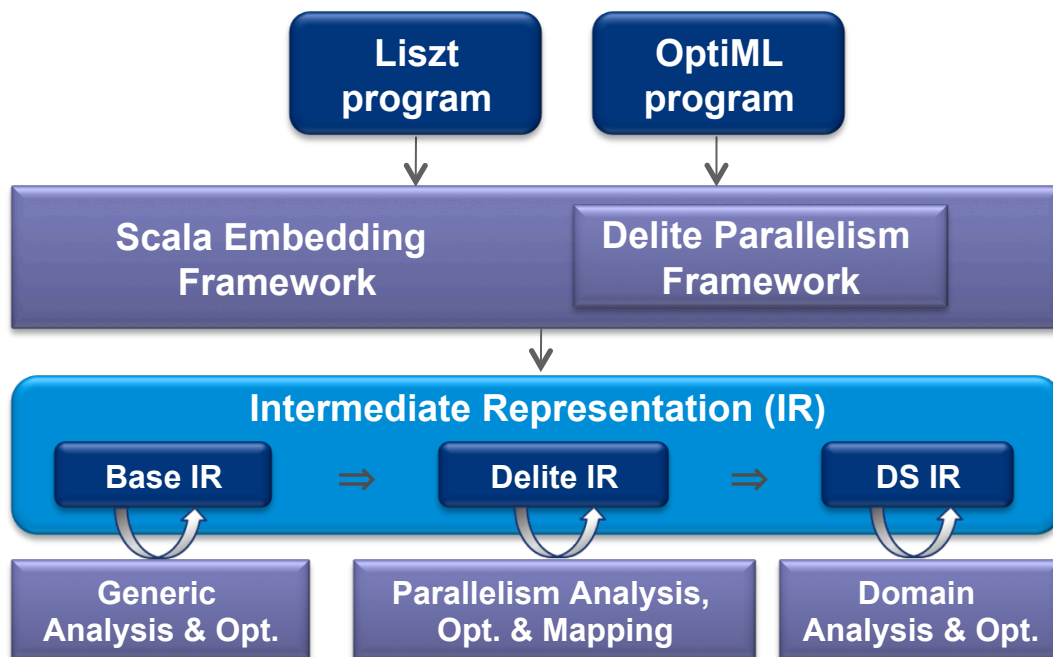 Liszt
program
OptiML
program
Scala Embedding
Framework
Delite Parallelism
Framework
Intermediate Representation (IR)
Base IR
⇒
Delite IR
⇒
DS IR
Generic
Analysis & Opt.
Parallelism Analysis,
Opt. & Mapping
Domain
Analysis & Opt.